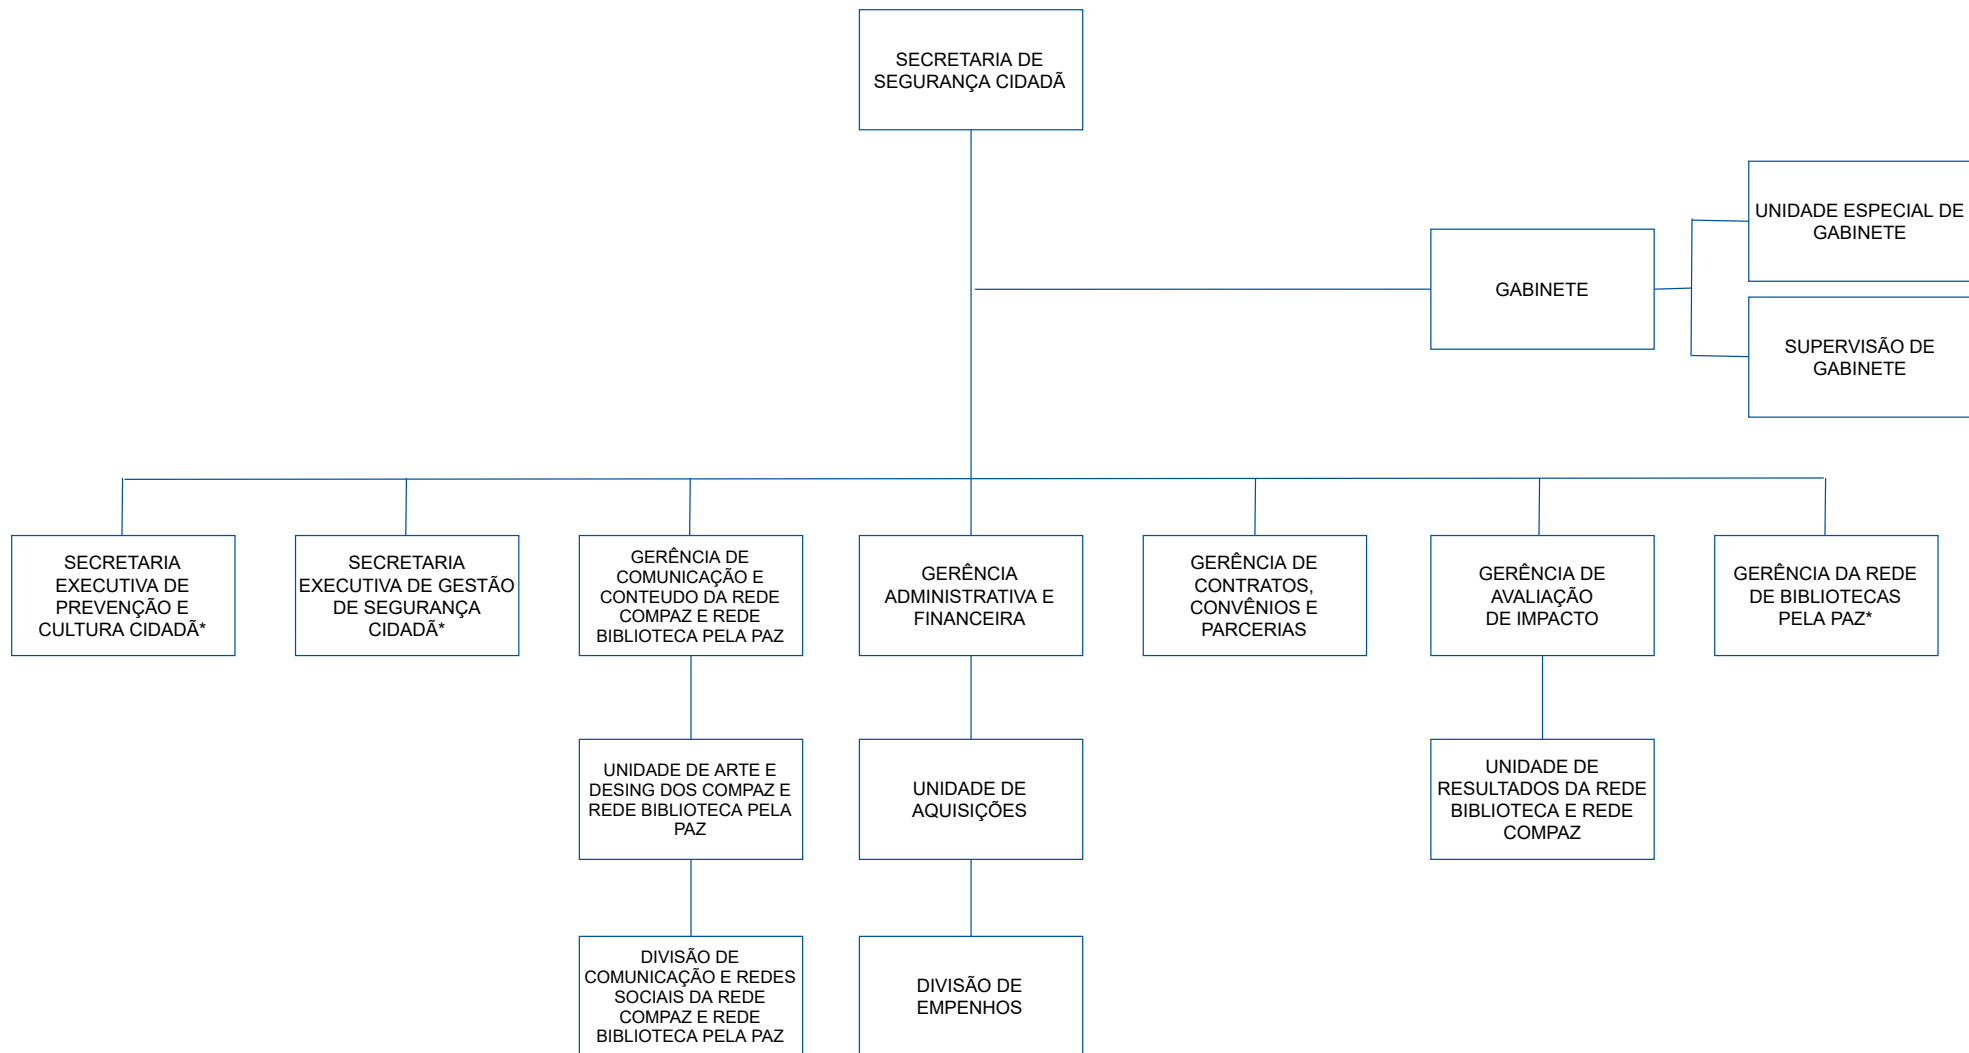 SECRETARIA DE
SEGURANÇA CIDADÃ
UNIDADE ESPECIAL DE
GABINETE
GABINETE
SUPERVISÃO DE
GABINETE
SECRETARIA
EXECUTIVA DE
PREVENÇÃO E
CULTURA CIDADÃ*
SECRETARIA
EXECUTIVA DE GESTÃO
DE SEGURANÇA
CIDADÃ*
GERÊNCIA DE
COMUNICAÇÃO E
CONTEUDO DA REDE
COMPAZ E REDE
BIBLIOTECA PELA PAZ
GERÊNCIA
ADMINISTRATIVA E
FINANCEIRA
GERÊNCIA DE
CONTRATOS,
CONVÊNIOS E
PARCERIAS
GERÊNCIA DE
AVALIAÇÃO
DE IMPACTO
GERÊNCIA DA REDE
DE BIBLIOTECAS
PELA PAZ*
UNIDADE DE ARTE E
DESING DOS COMPAZ E
REDE BIBLIOTECA PELA
PAZ
UNIDADE DE
AQUISIÇÕES
UNIDADE DE
RESULTADOS DA REDE
BIBLIOTECA E REDE
COMPAZ
DIVISÃO DE
COMUNICAÇÃO E REDES
SOCIAIS DA REDE
COMPAZ E REDE
BIBLIOTECA PELA PAZ
DIVISÃO DE
EMPENHOS